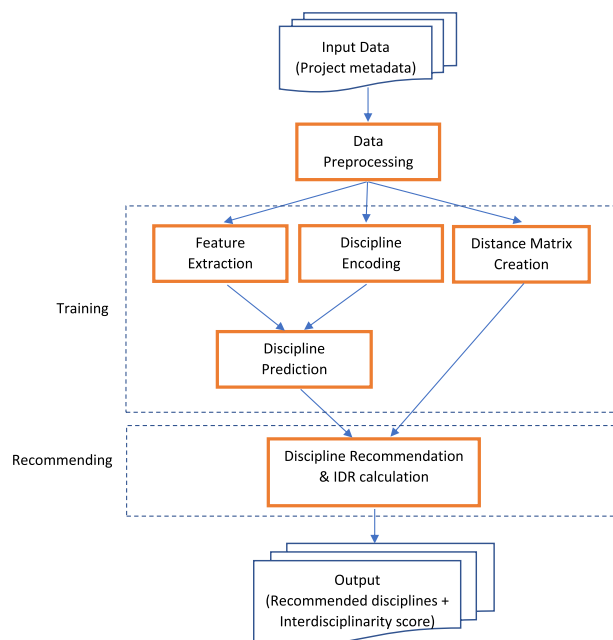 Input Data
(Project metadata)
Data
Preprocessing
Feature
Extraction
Discipline
Encoding
Distance Matrix
Creation
Training
Discipline
Prediction
Recommending
Discipline Recommendation
& IDR calculation
Output
(Recommended disciplines +
Interdisciplinarity score)